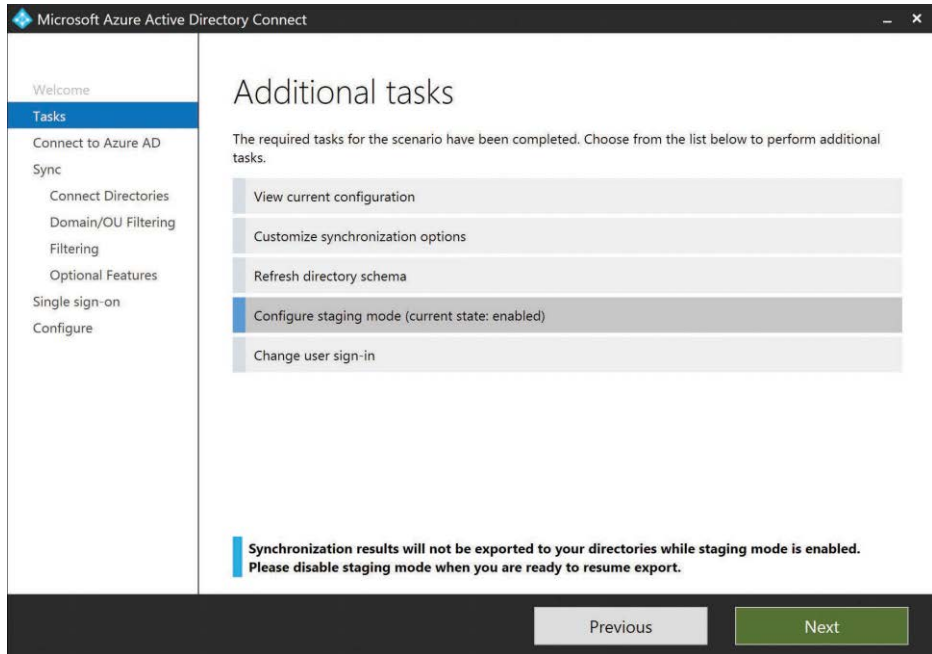 Microsoft Azure Active Directory Connect
Welcome
Tasks
Connect to Azure AD
Sync
Connect Directories
Domain/OU Filtering
Filtering
Optional Features
Single sign-on
Configure
Additional tasks
The required tasks for the scenario have been completed. Choose from the list below to perform additional
tasks.
View current configuration
Customize synchronization options
Refresh directory schema
Configure staging mode (current state: enabled)
Change user sign-in
Synchronization results will not be exported to your directories while staging mode is enabled.
Please disable staging mode when you are ready to resume export.
Previous
Next